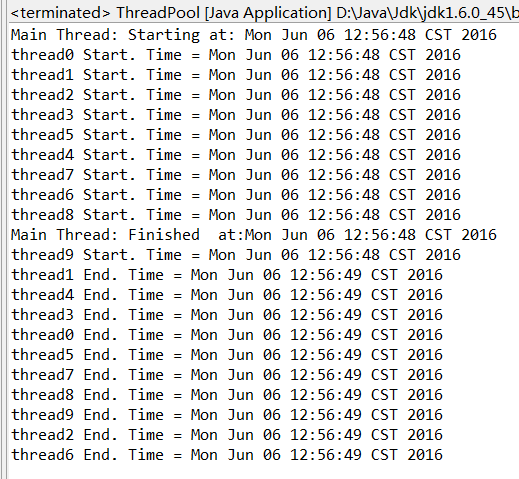 <terminated> ThreadPool [Java Application] D:\Java\Jdk\jdk1.6.0_45\b
Main Thread: Starting at: Mon Jun 06 12:56:48 CST 2016
thread0 Start. Time = Mon Jun 06 12:56:48 CST 2016
thread1 Start. Time = Mon Jun 06 12:56:48 CST 2016
thread2 Start. Time = Mon Jun 06 12:56:48 CST 2016
thread3 Start. Time = Mon Jun 06 12:56:48 CST 2016
thread5 Start. Time = Mon Jun 06 12:56:48 CST 2016
thread4 Start. Time = Mon Jun 06 12:56:48 CST 2016
thread7 Start. Time = Mon Jun 06 12:56:48 CST 2016
thread6 Start. Time = Mon Jun 06 12:56:48 CST 2016
thread8 Start. Time = Mon Jun 06 12:56:48 CST 2016
Main Thread: Finished  at:Mon Jun 06 12:56:48 CST 2016
thread9 Start. Time = Mon Jun 06 12:56:48 CST 2016
thread1 End. Time = Mon Jun 06 12:56:49 CST 2016
thread4 End. Time = Mon Jun 06 12:56:49 CST 2016
thread3 End. Time = Mon Jun 06 12:56:49 CST 2016
thread0 End. Time = Mon Jun 06 12:56:49 CST 2016
thread5 End. Time = Mon Jun 06 12:56:49 CST 2016
thread7 End. Time = Mon Jun 06 12:56:49 CST 2016
thread8 End. Time = Mon Jun 06 12:56:49 CST 2016
thread9 End. Time = Mon Jun 06 12:56:49 CST 2016
thread2 End. Time = Mon Jun 06 12:56:49 CST 2016
thread6 End. Time = Mon Jun 06 12:56:49 CST 2016